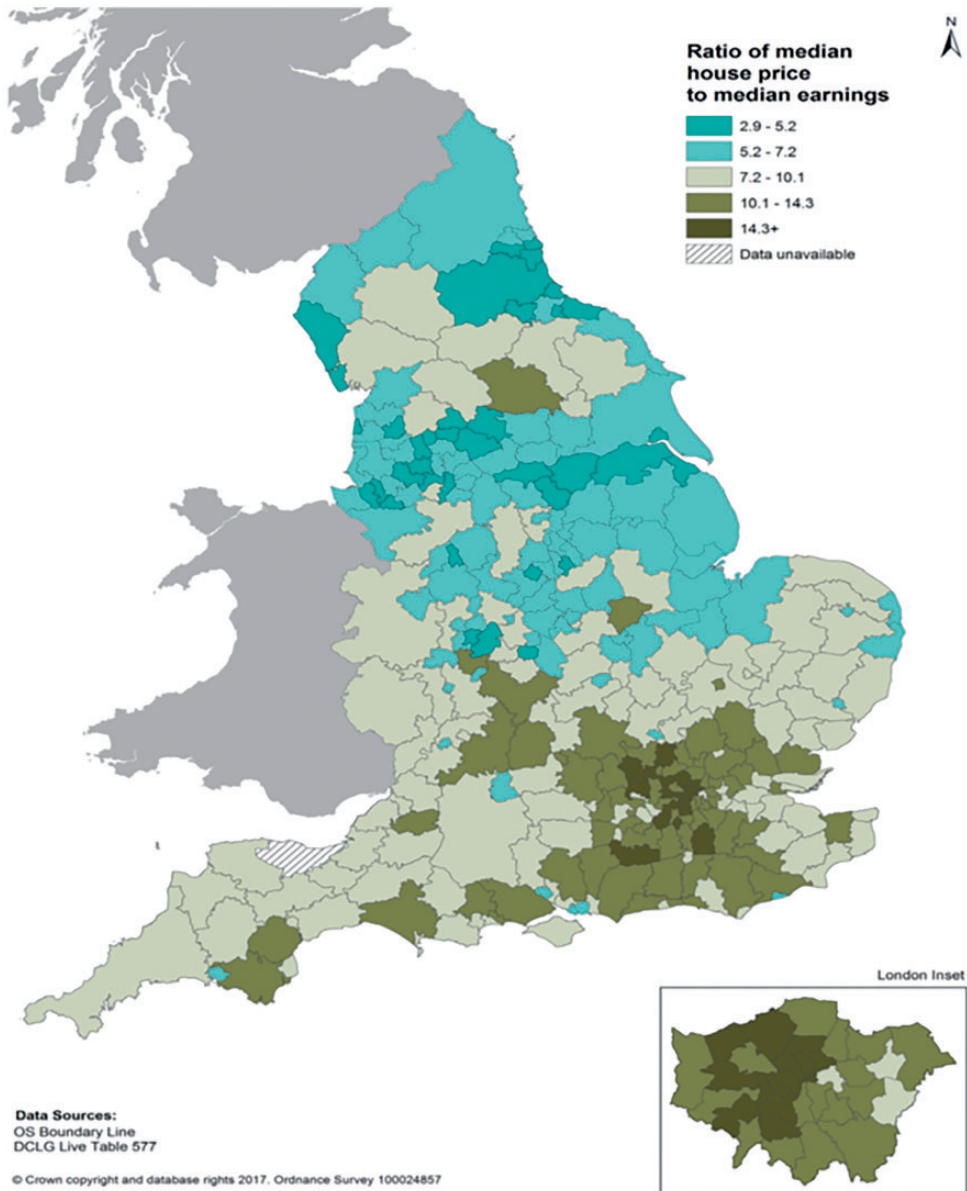 N
Ratio of median
house price
to median earnings
2.9 - 5.2
5.2 - 7.2
7.2 - 10.1
10.1 - 14.3
14.3+
Data unavailable
London Inset
Data Sources:
OS Boundary Line
DCLG Live Table 577
© Crown copyright and database rights 2017. Ordnance Survey 100024857